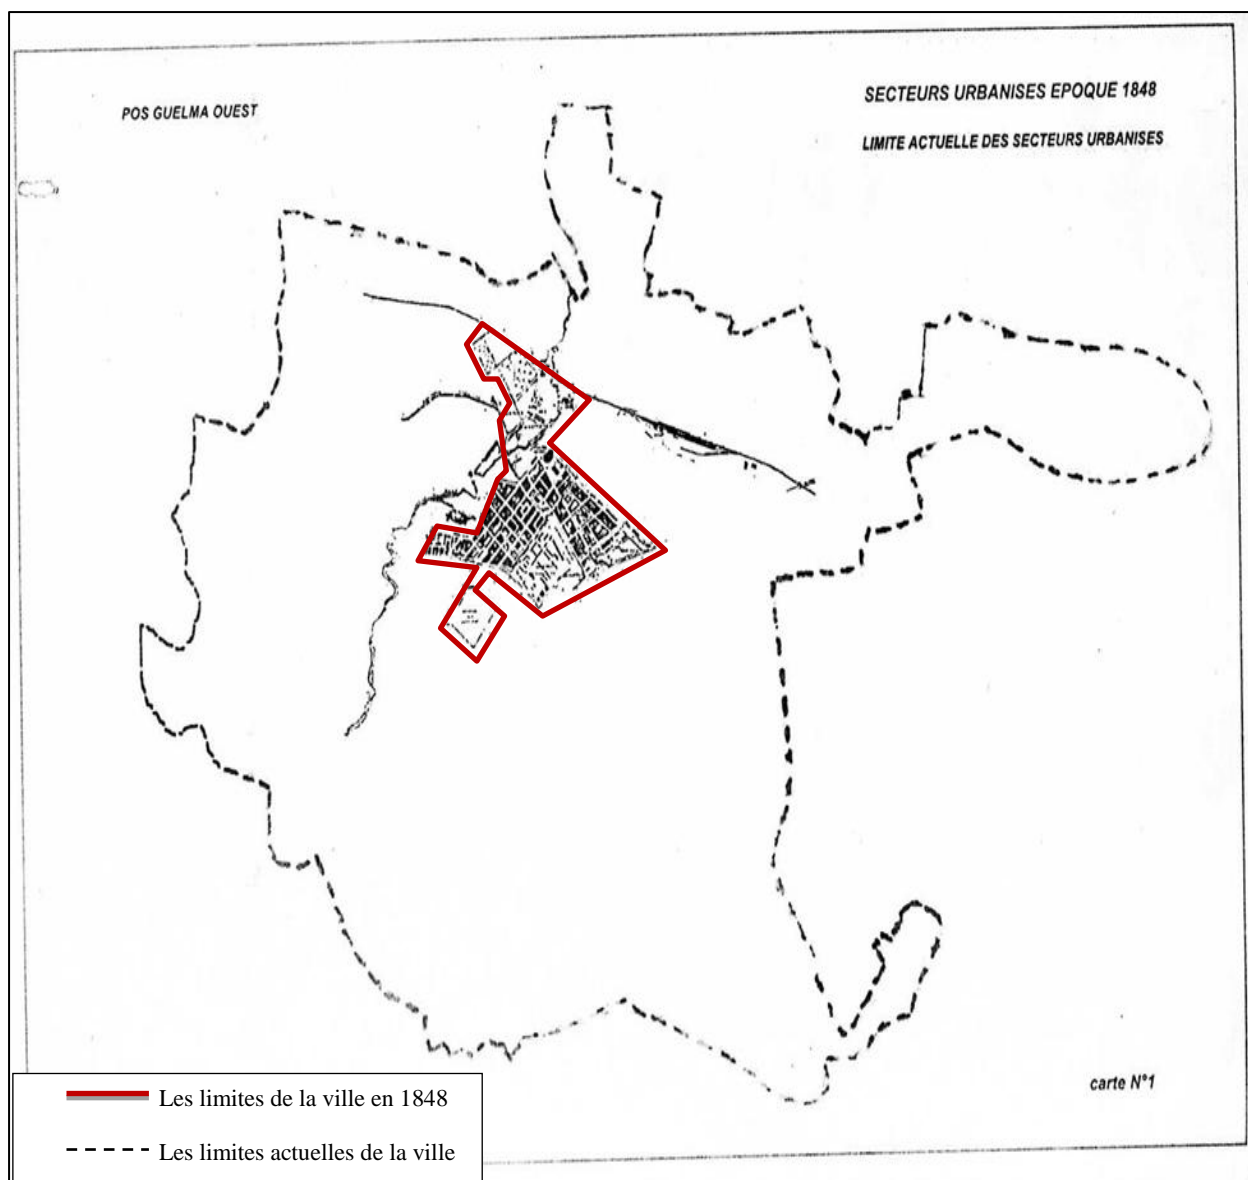 POS GUELMA OUEST
SECTEURS URBANISES EPOQUE 1848
LIMITE ACTUELLE DES SECTEURS URBANISES
carte N°1
Les limites de la ville en 1848
Les limites actuelles de la ville